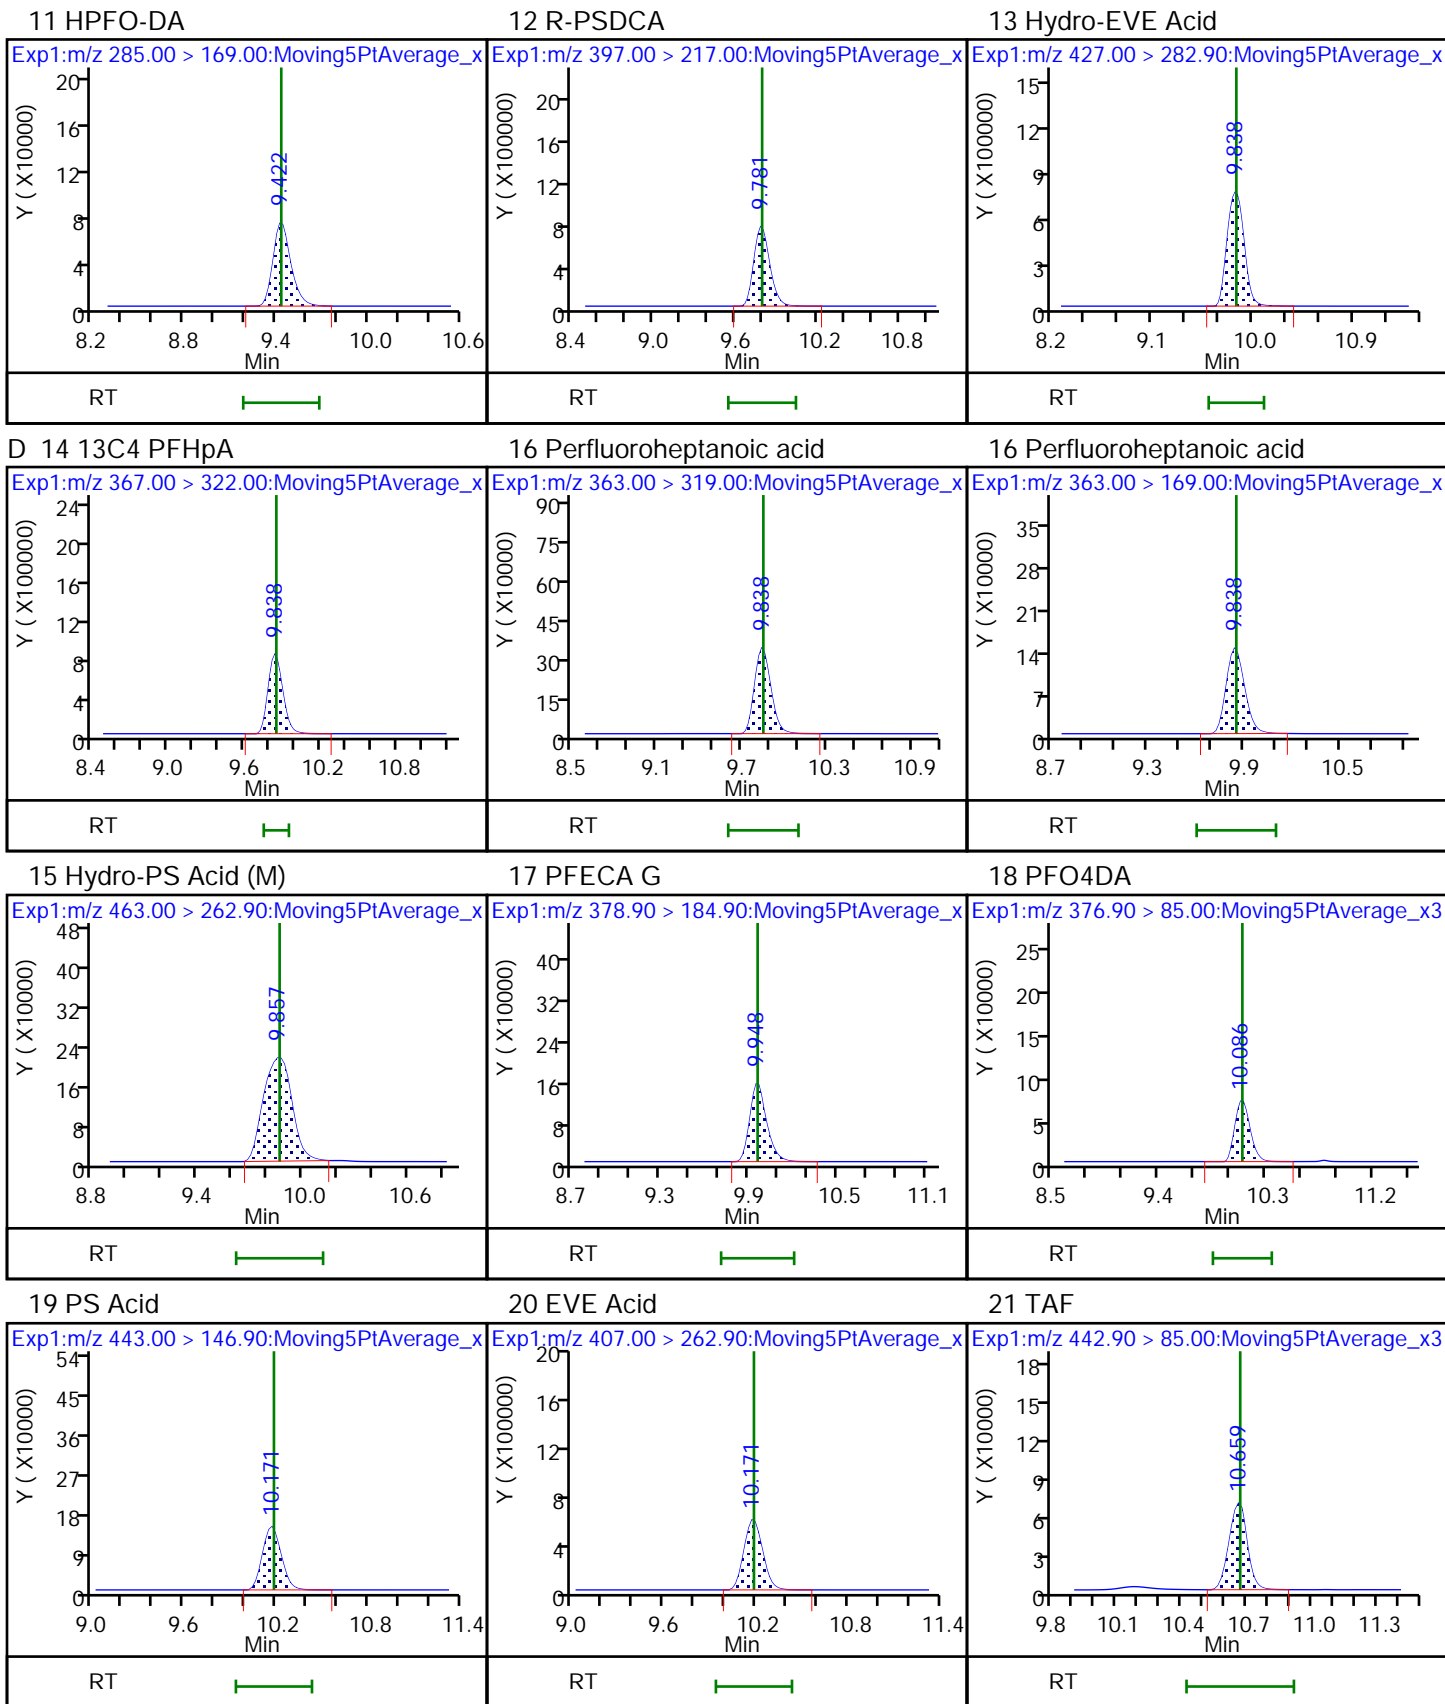 11 HPFO-DA
Exp1:m/z 285.00 > 169.00:Moving5PtAverage_x
Y ( X100000)
20
16
12
8
4
0
9.422
8.2 8.8 9.4 10.0 10.6
Min
RT
12 R-PSDCA
Exp1:m/z 397.00 > 217.00:Moving5PtAverage_x
Y ( X100000)
20
16
12
8
4
0
9.781
8.4 9.0 9.6 10.2 10.8
Min
RT
13 Hydro-EVE Acid
Exp1:m/z 427.00 > 282.90:Moving5PtAverage_x
Y ( X100000)
15
12
9
6
3
0
9.838
8.2 9.1 10.0 10.9
Min
RT
D 14 13C4 PFHpA
Exp1:m/z 367.00 > 322.00:Moving5PtAverage_x
Y ( X100000)
24
20
16
12
8
4
0
9.838
8.4 9.0 9.6 10.2 10.8
Min
RT
16 Perfluoroheptanoic acid
Exp1:m/z 363.00 > 319.00:Moving5PtAverage_x
Y ( X10000)
90
75
60
45
30
15
0
9.838
8.5 9.1 9.7 10.3 10.9
Min
RT
16 Perfluoroheptanoic acid
Exp1:m/z 363.00 > 169.00:Moving5PtAverage_x
Y ( X10000)
35
28
21
14
7
0
9.838
8.7 9.3 9.9 10.5
Min
RT
15 Hydro-PS Acid (M)
Exp1:m/z 463.00 > 262.90:Moving5PtAverage_x
Y ( X10000)
48
40
32
24
16
8
0
9.857
8.8 9.4 10.0 10.6
Min
RT
17 PFECA G
Exp1:m/z 378.90 > 184.90:Moving5PtAverage_x
Y ( X10000)
40
32
24
16
8
0
9.948
8.7 9.3 9.9 10.5 11.1
Min
RT
18 PFO4DA
Exp1:m/z 376.90 > 85.00:Moving5PtAverage_x3
Y ( X10000)
25
20
15
10
5
0
10.086
8.5 9.4 10.3 11.2
Min
RT
19 PS Acid
Exp1:m/z 443.00 > 146.90:Moving5PtAverage_x
Y ( X10000)
54
45
36
27
18
9
0
10.171
9.0 9.6 10.2 10.8 11.4
Min
RT
20 EVE Acid
Exp1:m/z 407.00 > 262.90:Moving5PtAverage_x
Y ( X100000)
20
16
12
8
4
0
10.171
9.0 9.6 10.2 10.8 11.4
Min
RT
21 TAF
Exp1:m/z 442.90 > 85.00:Moving5PtAverage_x3
Y ( X10000)
18
15
12
9
6
3
0
10.659
9.8 10.1 10.4 10.7 11.0 11.3
Min
RT